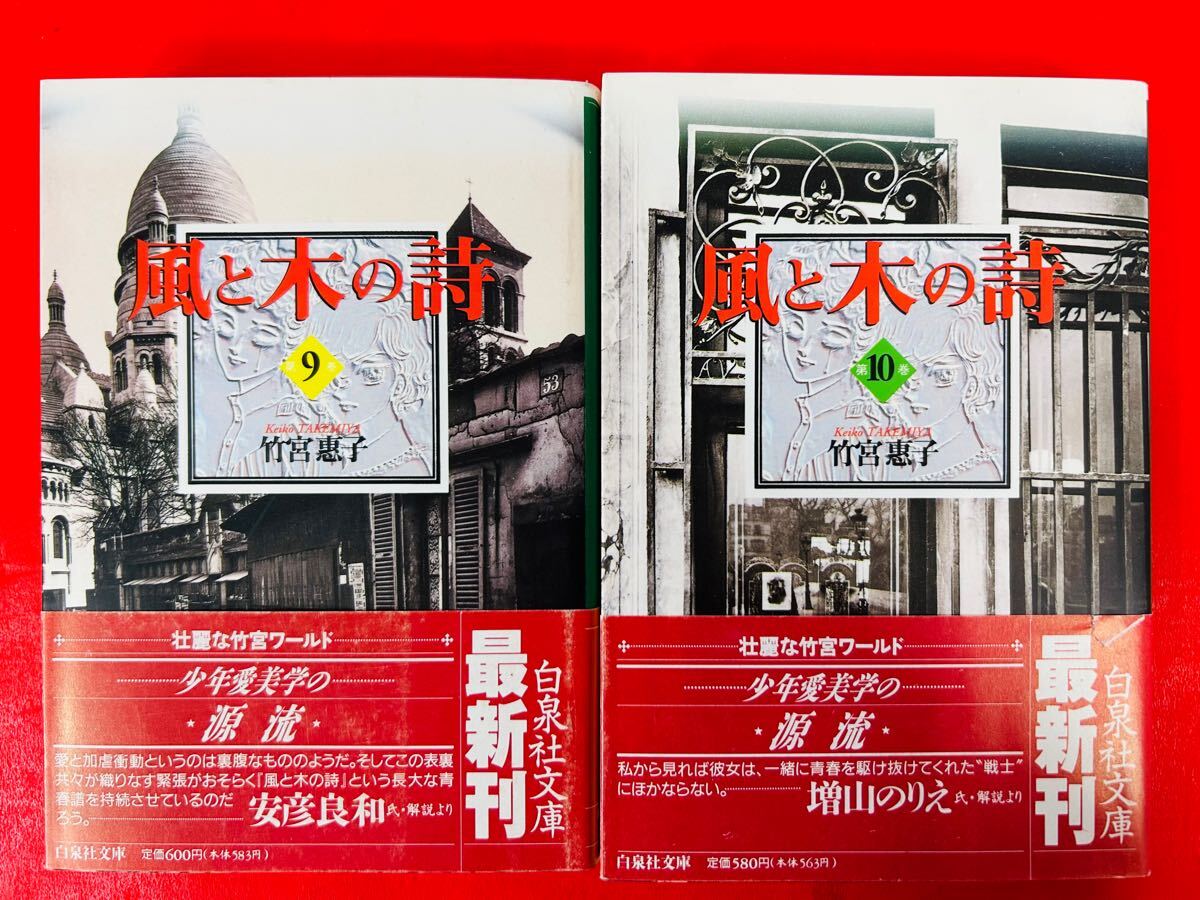 風と木の詩
53
第9巻
Keiko TAKEMIYA
竹宮惠子
壮麗な竹宮ワールド
少年愛美学の
源流
愛と加虐衝動というのは裏腹なもののようだ。そしてこの表裏
共々が織りなす緊張がおそらく『風と木の詩』という長大な青
春譜を持続させているのだ
ろう。
安彦良和氏・解説より
白泉社文庫
定価600円(本体583円)
最新刊
白泉社文庫
風と木の詩
第10巻
Keiko TAKEMIYA
竹宮惠子
壮麗な竹宮ワールド
少年愛美学の
源流
私から見れば彼女は、一緒に青春を駆け抜けてくれた“戦士”
にほかならない。
増山のりえ氏・解説より
白泉社文庫
定価580円(本体563円)
最新刊
白泉社文庫